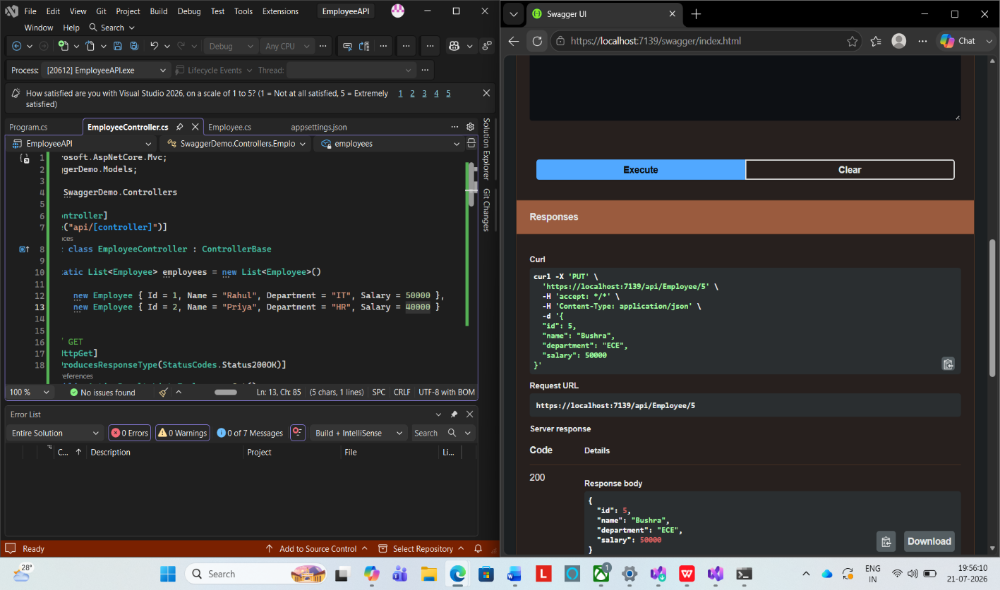 File Edit View Git Project Build Debug Test Tools Extensions EmployeeAPI
Window Help Search
Debug Any CPU
Process: [20612] EmployeeAPI.exe Lifecycle Events Thread:
How satisfied are you with Visual Studio 2026, on a scale of 1 to 5? (1 = Not at all satisfied, 5 = Extremely 1 2 3 4 5
satisfied)
Program.cs EmployeeController.cs Employee.cs appsettings.json
EmployeeAPI SwaggerDemo.Controllers.Emplo employees
1 rosoft.AspNetCore.Mvc;
2 ggerDemo.Models;
3
4 SwaggerDemo.Controllers
5
6 ontroller]
7 ("api/[controller]")]
nces
8 class EmployeeController : ControllerBase
9
10 tatic List<Employee> employees = new List<Employee>()
11
12 new Employee { Id = 1, Name = "Rahul", Department = "IT", Salary = 50000 },
13 new Employee { Id = 2, Name = "Priya", Department = "HR", Salary = 40000 }
14
15
16 / GET
17 HttpGet]
18 ProducesResponseType(StatusCodes.Status200OK)]
references
100 % No issues found Ln: 13, Ch: 85 (5 chars, 1 lines) SPC CRLF UTF-8 with BOM
Solution Explorer
Git Changes
Error List
Entire Solution 0 Errors 0 Warnings 0 of 7 Messages Build + IntelliSense Search
C... Description Project File Li...
Ready Add to Source Control Select Repository
Swagger UI
https://localhost:7139/swagger/index.html Chat
Execute Clear
Responses
Curl
curl -X 'PUT' \
'https://localhost:7139/api/Employee/5' \
-H 'accept: */*' \
-H 'Content-Type: application/json' \
-d '{
"id": 5,
"name": "Bushra",
"department": "ECE",
"salary": 50000
}'
Request URL
https://localhost:7139/api/Employee/5
Server response
Code Details
200
Response body
{
"id": 5,
"name": "Bushra",
"department": "ECE",
"salary": 50000
}
Download
28°
Search
1
ENG
IN
19:56:10
21-07-2026